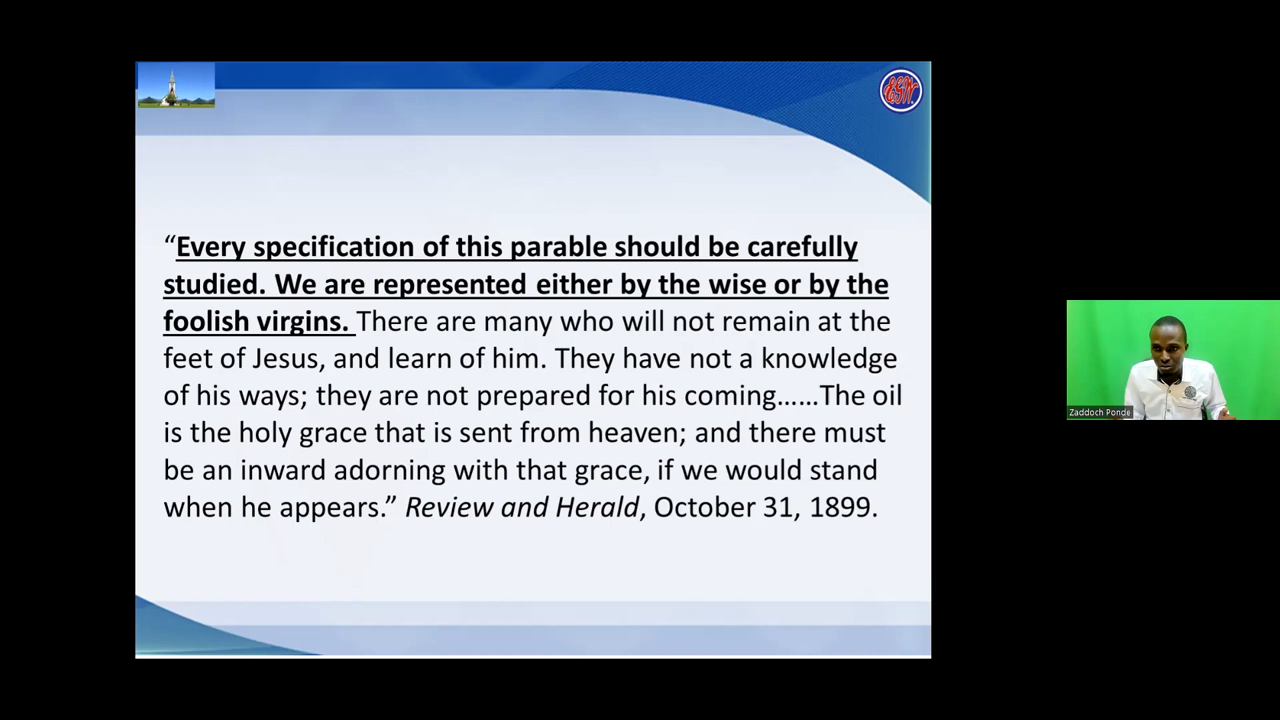 “Every specification of this parable should be carefully
studied. We are represented either by the wise or by the
foolish virgins. There are many who will not remain at the
feet of Jesus, and learn of him. They have not a knowledge
of his ways; they are not prepared for his coming……The oil
is the holy grace that is sent from heaven; and there must
be an inward adorning with that grace, if we would stand
when he appears.” Review and Herald, October 31, 1899.
Zaddoch Ponde